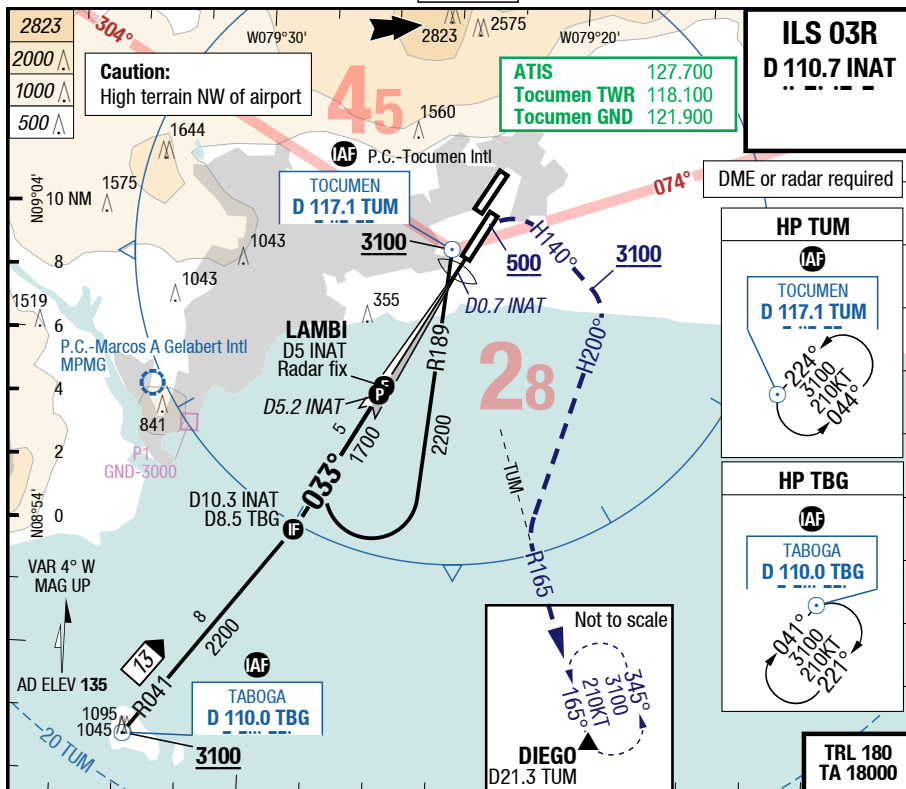 2823
2000
1000
500
304°
W079°30'
2823
2575
W079°20'
ILS 03R
D 110.7 INAT
Caution:
High terrain NW of airport
ATIS 127.700
Tocumen TWR 118.100
Tocumen GND 121.900
45
1560
1644
IAF P.C.-Tocumen Intl
TOCUMEN
D 117.1 TUM
3100
074°
DME or radar required
N09°04'
10 NM
1575
1043
1043
8
6
4
2
0
1519
355
500
H140°
3100
D0.7 INAT
H200°
R189
2200
LAMBI
D5 INAT
Radar fix
P
D5.2 INAT
28
P.C.-Marcos A Gelabert Intl
MPMG
841
P1
GND-3000
5
1700
033°
D10.3 INAT
D8.5 TBG
IF
TUM
R165
N08°54'
VAR 4° W
MAG UP
AD ELEV 135
8
2200
13
R041
IAF
TABOGA
D 110.0 TBG
1095
1045
3100
20 TUM
Not to scale
165°
210KT
3100
345°
DIEGO
D21.3 TUM
HP TUM
IAF
TOCUMEN
D 117.1 TUM
224°
3100
210KT
044°
HP TBG
IAF
TABOGA
D 110.0 TBG
041°
3100
210KT
221°
TRL 180
TA 18000